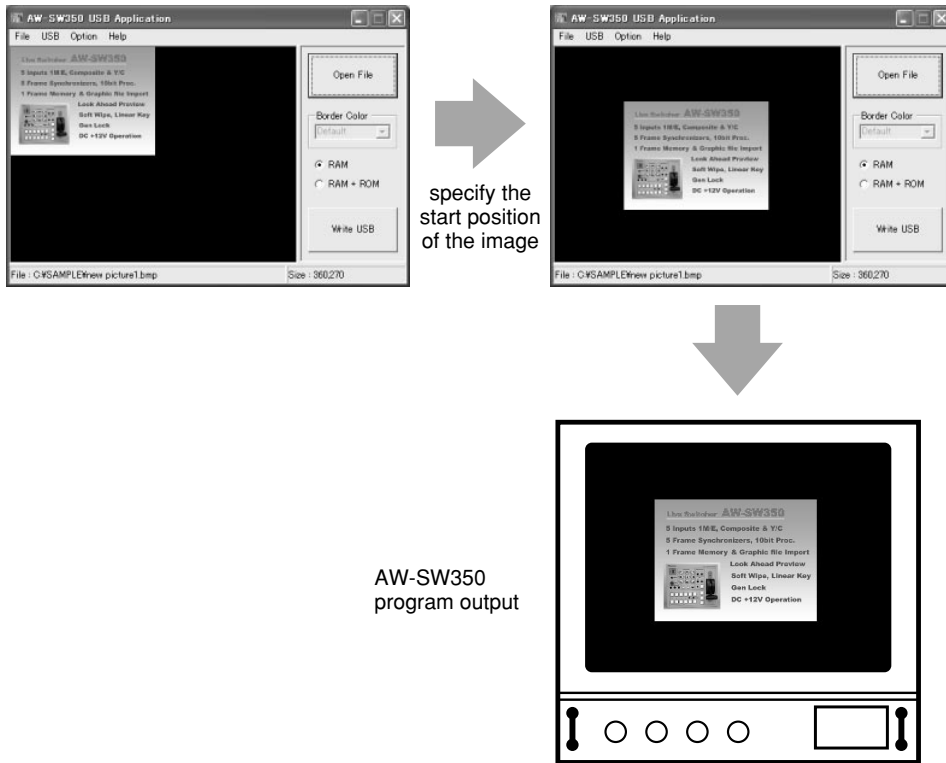 AW-SW350 USB Application
File USB Option Help
Live Switcher AW-SW350
5 Inputs 1M/E, Composite & Y/C
5 Frame Synchronizers, 10bit Proc.
1 Frame Memory & Graphic file Import
Look Ahead Preview
Soft Wipe, Linear Key
Gen Lock
DC +12V Operation
Open File
Border Color
Default
RAM
RAM + ROM
Write USB
File : C:¥SAMPLE¥new picture1.bmp
Size : 360,270
specify the
start position
of the image
AW-SW350 USB Application
File USB Option Help
Live Switcher AW-SW350
5 Inputs 1M/E, Composite & Y/C
5 Frame Synchronizers, 10bit Proc.
1 Frame Memory & Graphic file Import
Look Ahead Preview
Soft Wipe, Linear Key
Gen Lock
DC +12V Operation
Open File
Border Color
Default
RAM
RAM + ROM
Write USB
File : C:¥SAMPLE¥new picture1.bmp
Size : 360,270
AW-SW350
program output
Live Switcher AW-SW350
5 Inputs 1M/E, Composite & Y/C
5 Frame Synchronizers, 10bit Proc.
1 Frame Memory & Graphic file Import
Look Ahead Preview
Soft Wipe, Linear Key
Gen Lock
DC +12V Operation